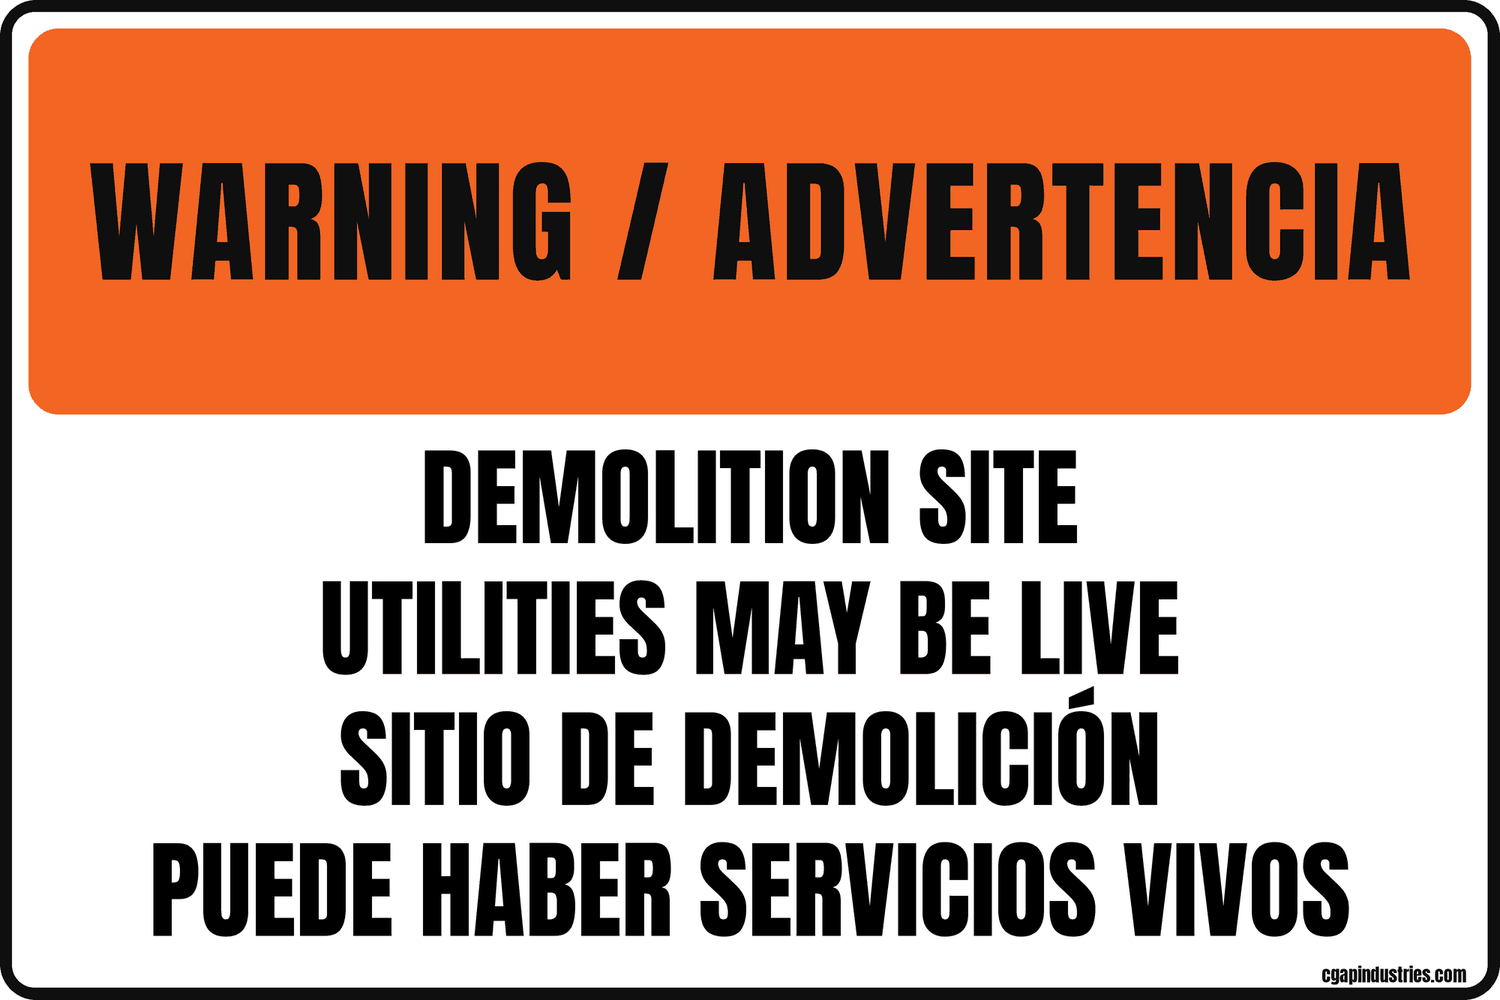 WARNING / ADVERTENCIA
DEMOLITION SITE
UTILITIES MAY BE LIVE
SITIO DE DEMOLICIÓN
PUEDE HABER SERVICIOS VIVOS
cgapindustries.com